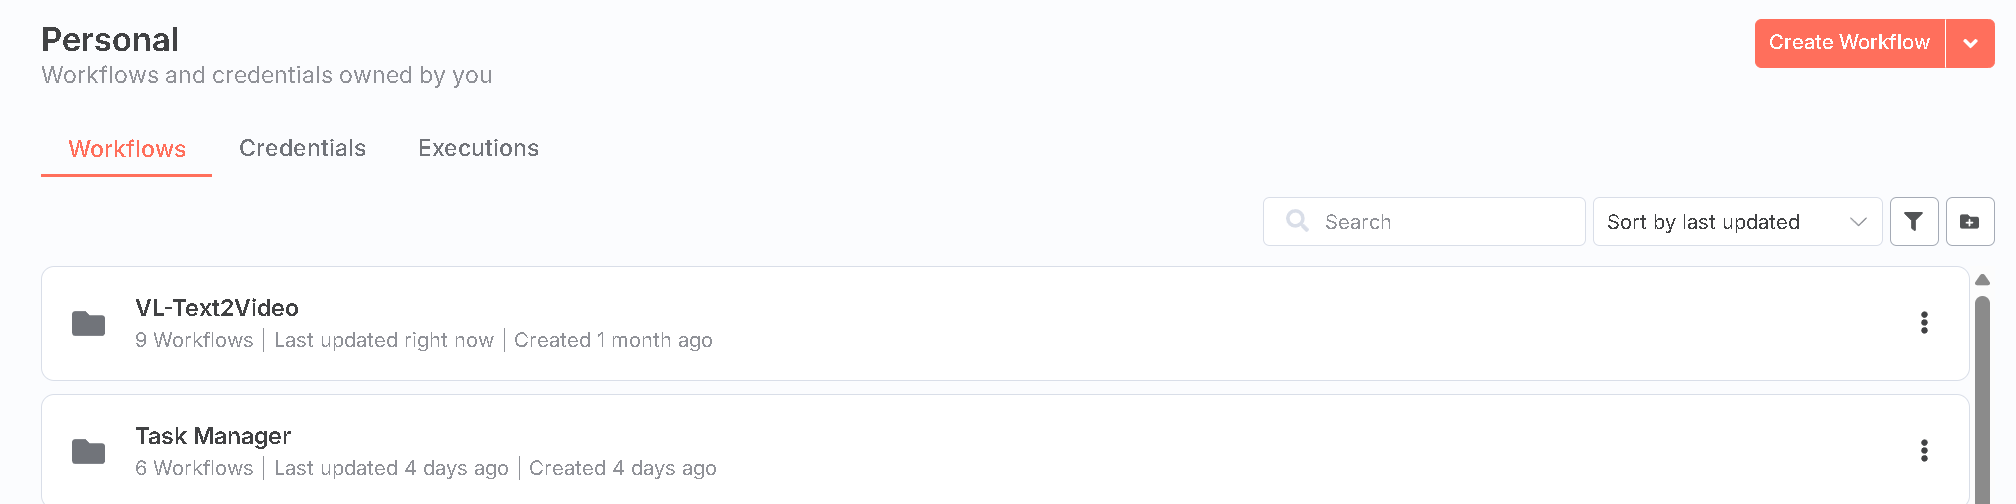 Personal
Workflows and credentials owned by you
Create Workflow
Workflows
Credentials
Executions
Search
Sort by last updated
VL-Text2Video
9 Workflows | Last updated right now | Created 1 month ago
Task Manager
6 Workflows | Last updated 4 days ago | Created 4 days ago